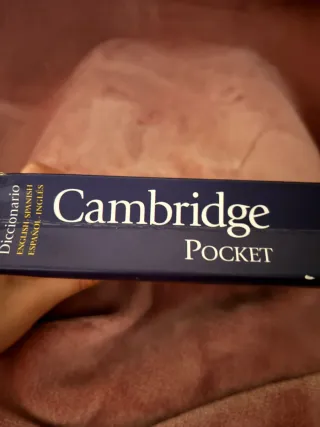 Diccionario
ENGLISH-SPANISH
ESPAÑOL-INGLÉS
Cambridge
POCKET